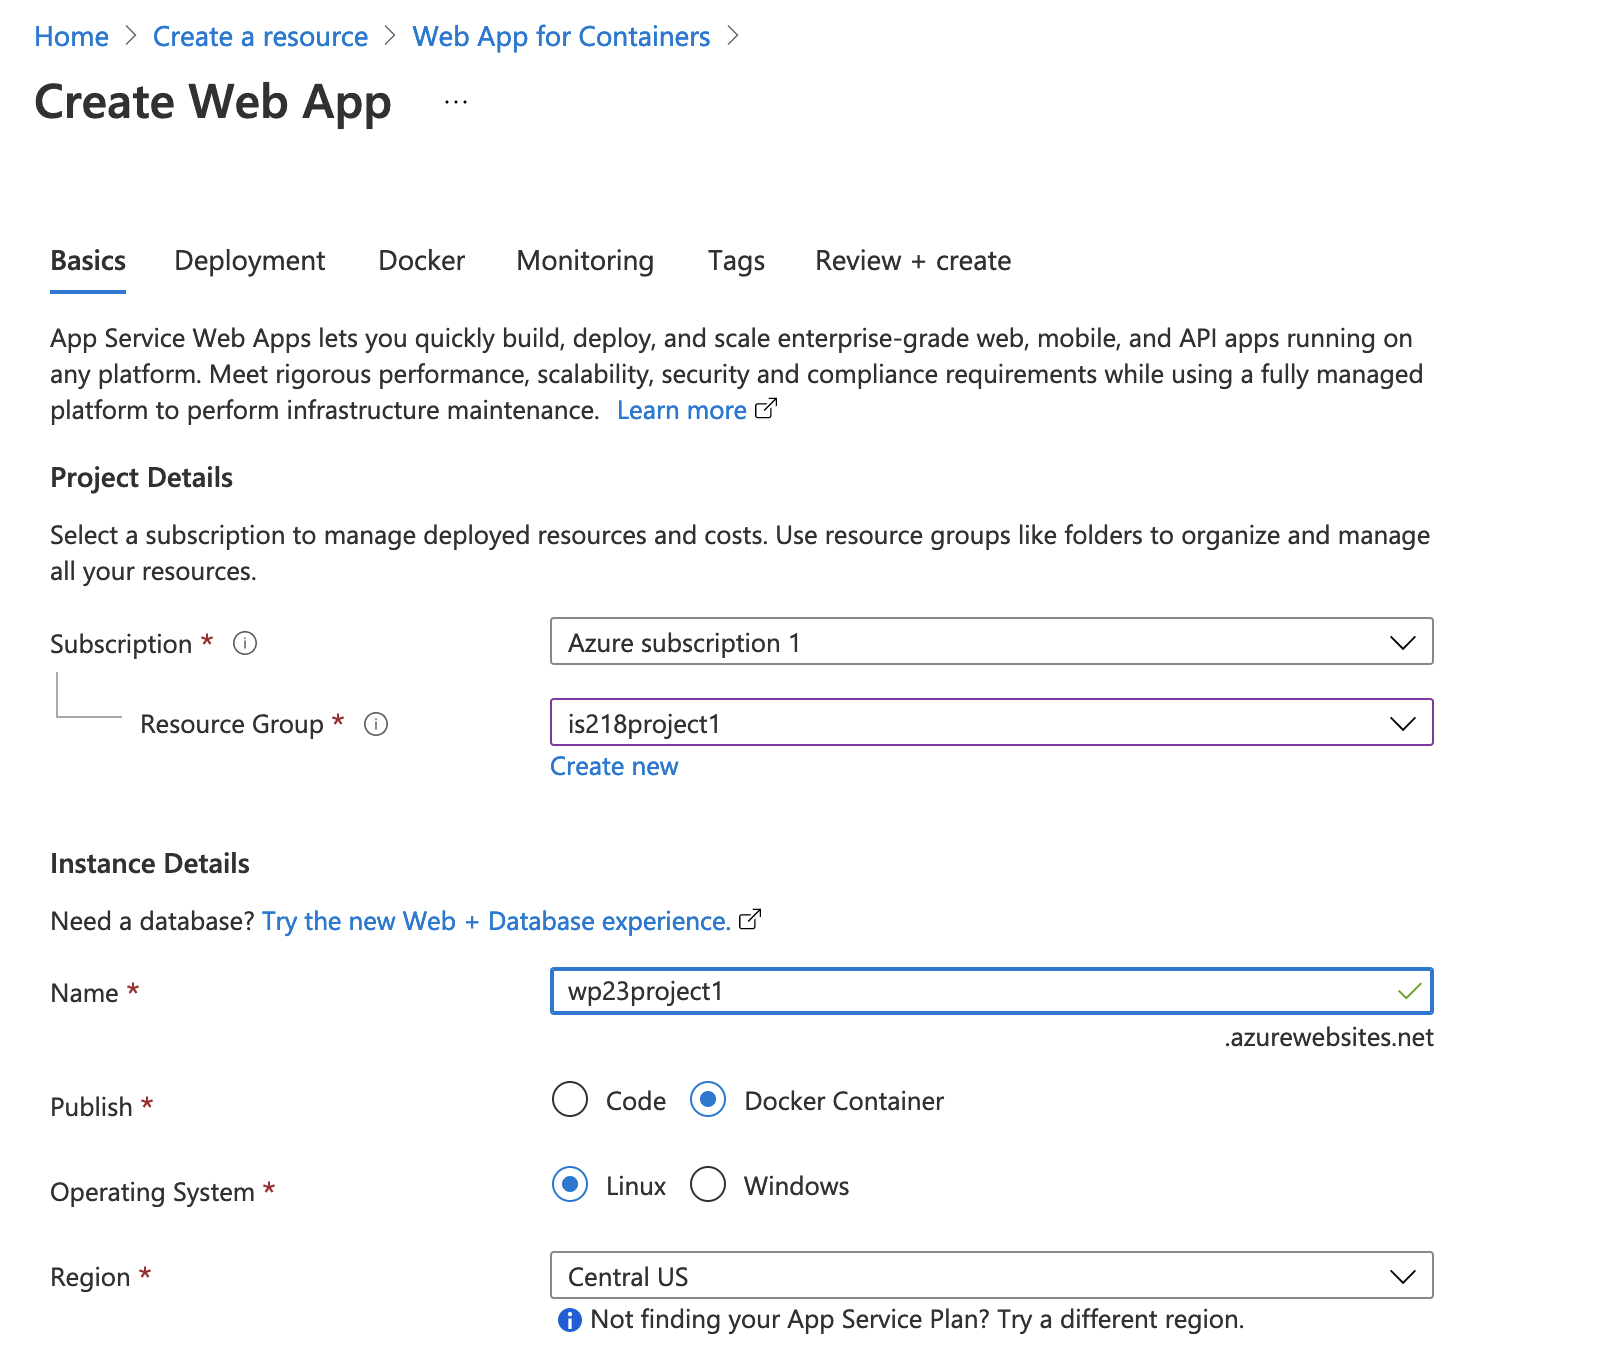 Home > Create a resource > Web App for Containers >
Create Web App ...
Basics Deployment Docker Monitoring Tags Review + create
App Service Web Apps lets you quickly build, deploy, and scale enterprise-grade web, mobile, and API apps running on
any platform. Meet rigorous performance, scalability, security and compliance requirements while using a fully managed
platform to perform infrastructure maintenance. Learn more
Project Details
Select a subscription to manage deployed resources and costs. Use resource groups like folders to organize and manage
all your resources.
Subscription * Azure subscription 1
Resource Group * is218project1
Create new
Instance Details
Need a database? Try the new Web + Database experience.
Name * wp23project1
.azurewebsites.net
Publish * Code Docker Container
Operating System * Linux Windows
Region * Central US
Not finding your App Service Plan? Try a different region.